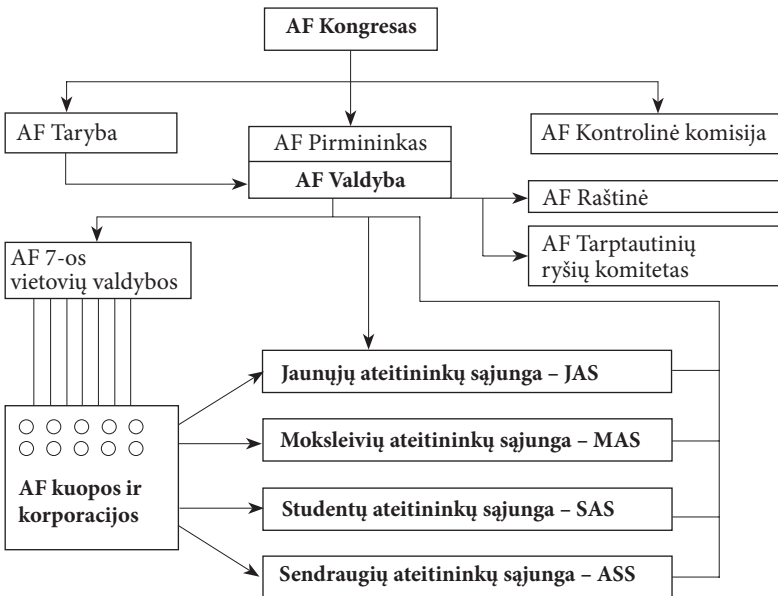 AF Kongresas
AF Taryba
AF Pirmininkas
AF Valdyba
AF Kontrolinė komisija
AF Raštinė
AF Tarptautinių
ryšių komitetas
AF 7-os
vietovių valdybos
Jaunųjų ateitininkų sąjunga – JAS
Moksleivių ateitininkų sąjunga – MAS
AF kuopos ir
korporacijos
Studentų ateitininkų sąjunga – SAS
Sendraugių ateitininkų sąjunga – ASS